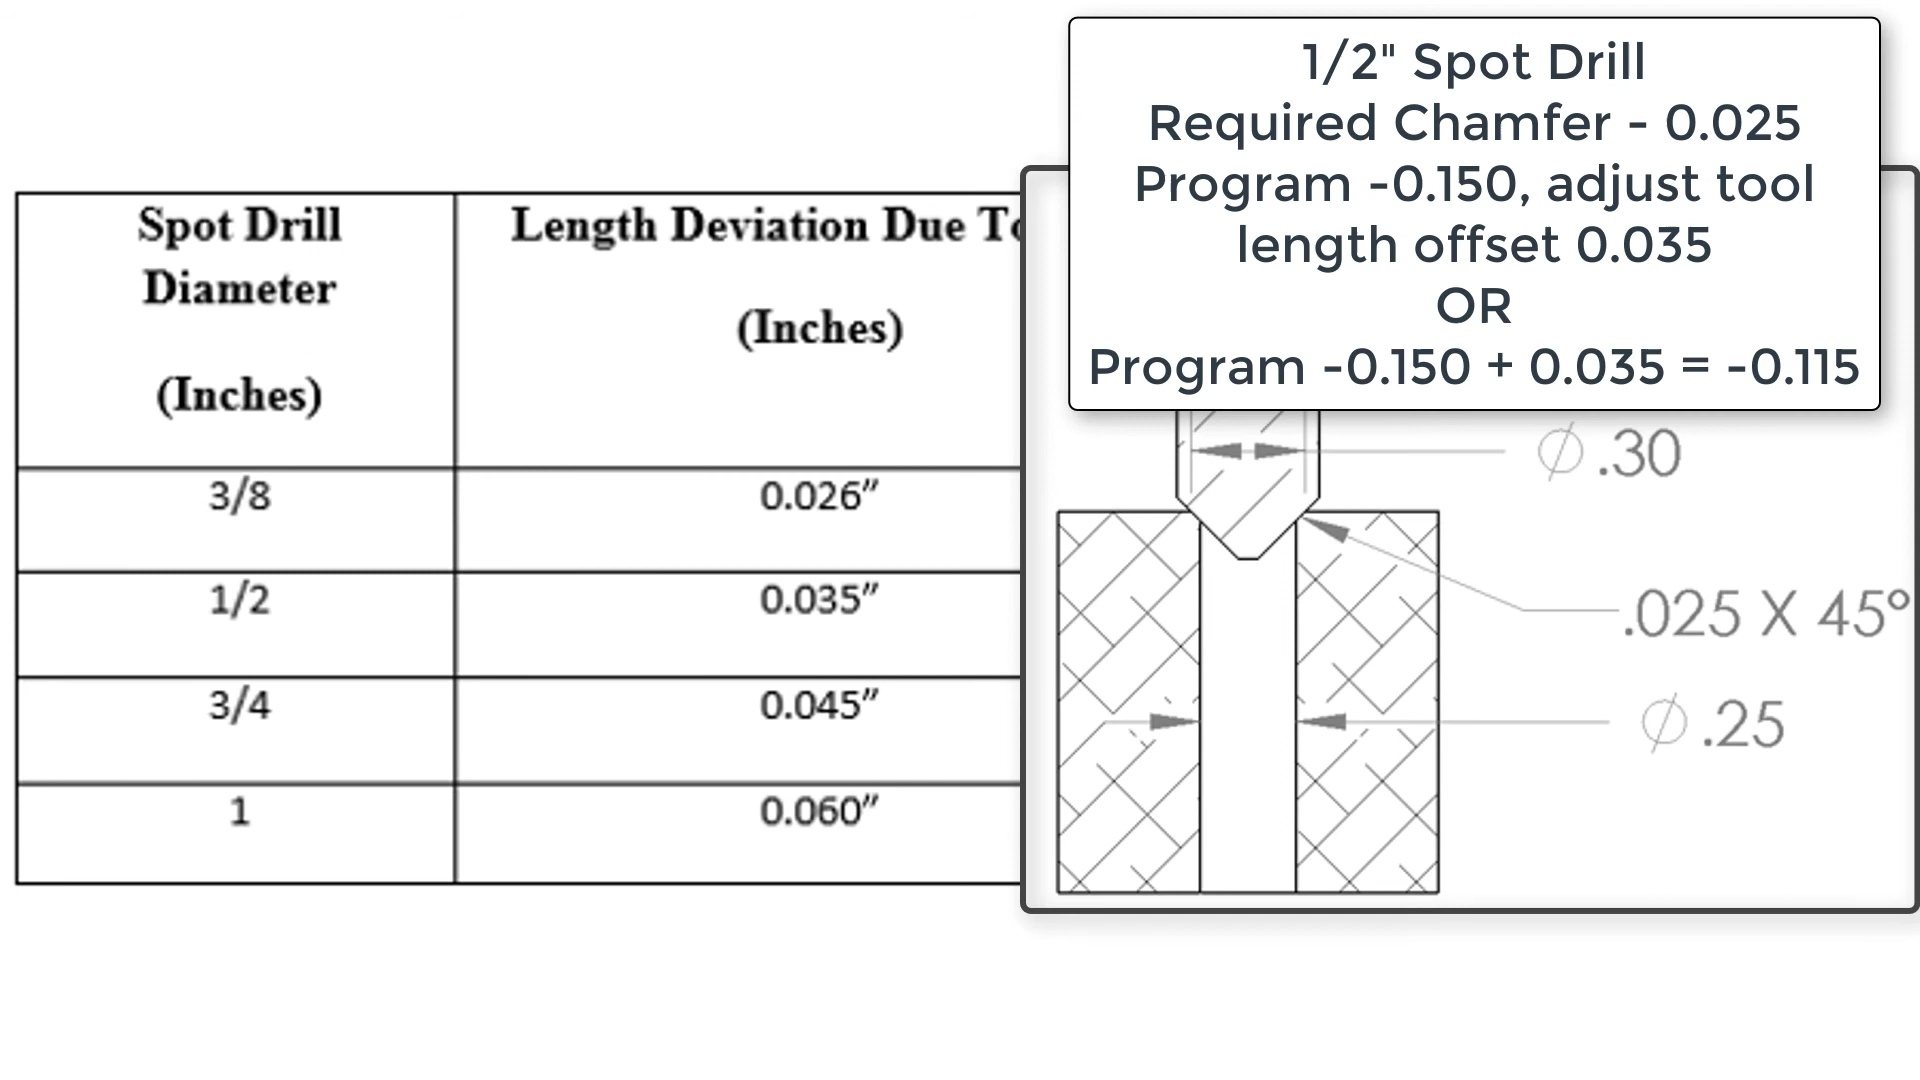 1/2" Spot Drill
Required Chamfer - 0.025
Program -0.150, adjust tool
length offset 0.035
OR
Program -0.150 + 0.035 = -0.115
Spot Drill
Diameter
(Inches)
Length Deviation Due
(Inches)
3/8
0.026"
1/2
0.035"
3/4
0.045"
1
0.060"
∅ .30
.025 X 45°
∅ .25